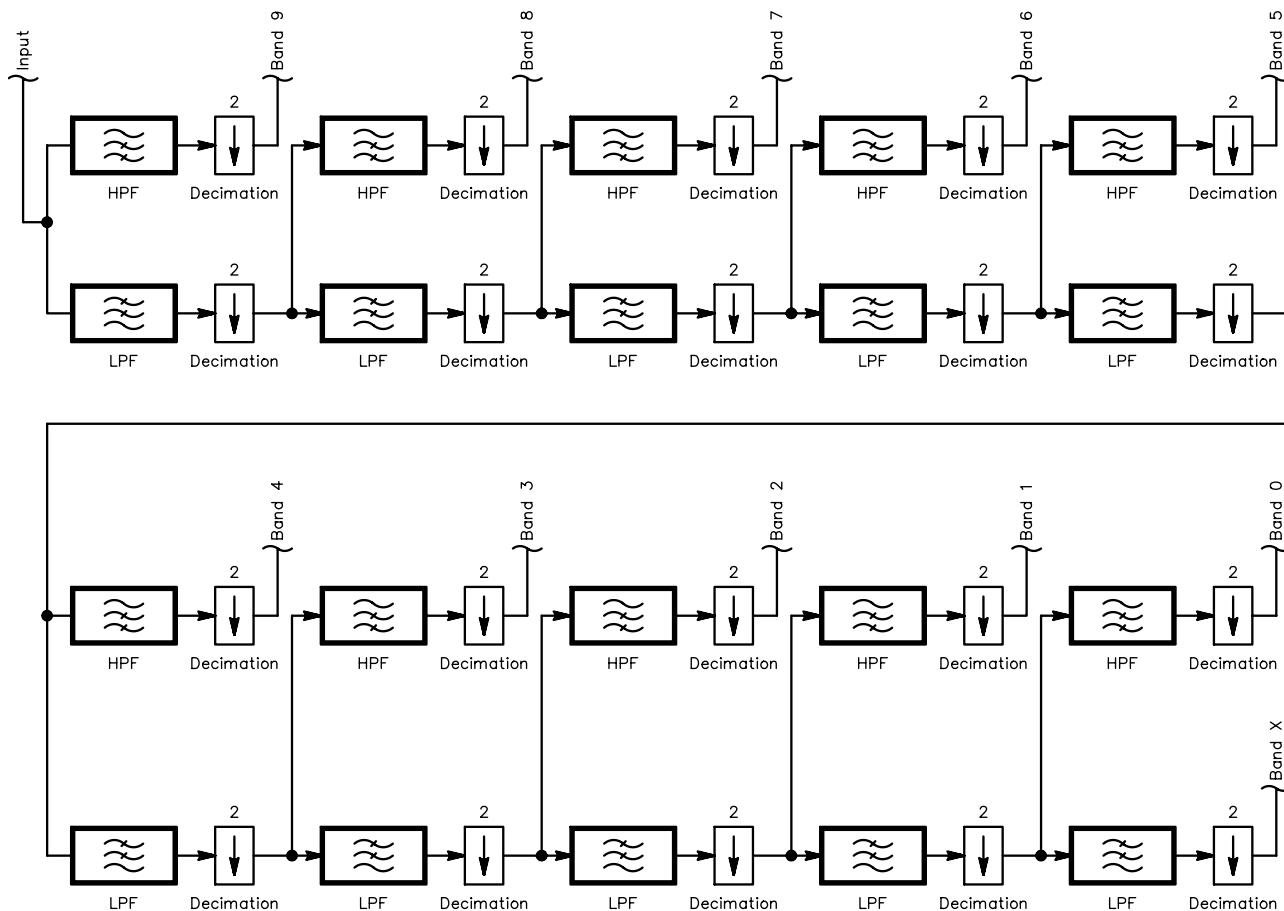 Input
Band 9
Band 8
Band 7
Band 6
Band 5
2
2
2
2
2
HPF
Decimation
HPF
Decimation
HPF
Decimation
HPF
Decimation
HPF
Decimation
2
2
2
2
2
LPF
Decimation
LPF
Decimation
LPF
Decimation
LPF
Decimation
LPF
Decimation
Band 4
Band 3
Band 2
Band 1
Band 0
2
2
2
2
2
HPF
Decimation
HPF
Decimation
HPF
Decimation
HPF
Decimation
HPF
Decimation
Band X
2
2
2
2
2
LPF
Decimation
LPF
Decimation
LPF
Decimation
LPF
Decimation
LPF
Decimation